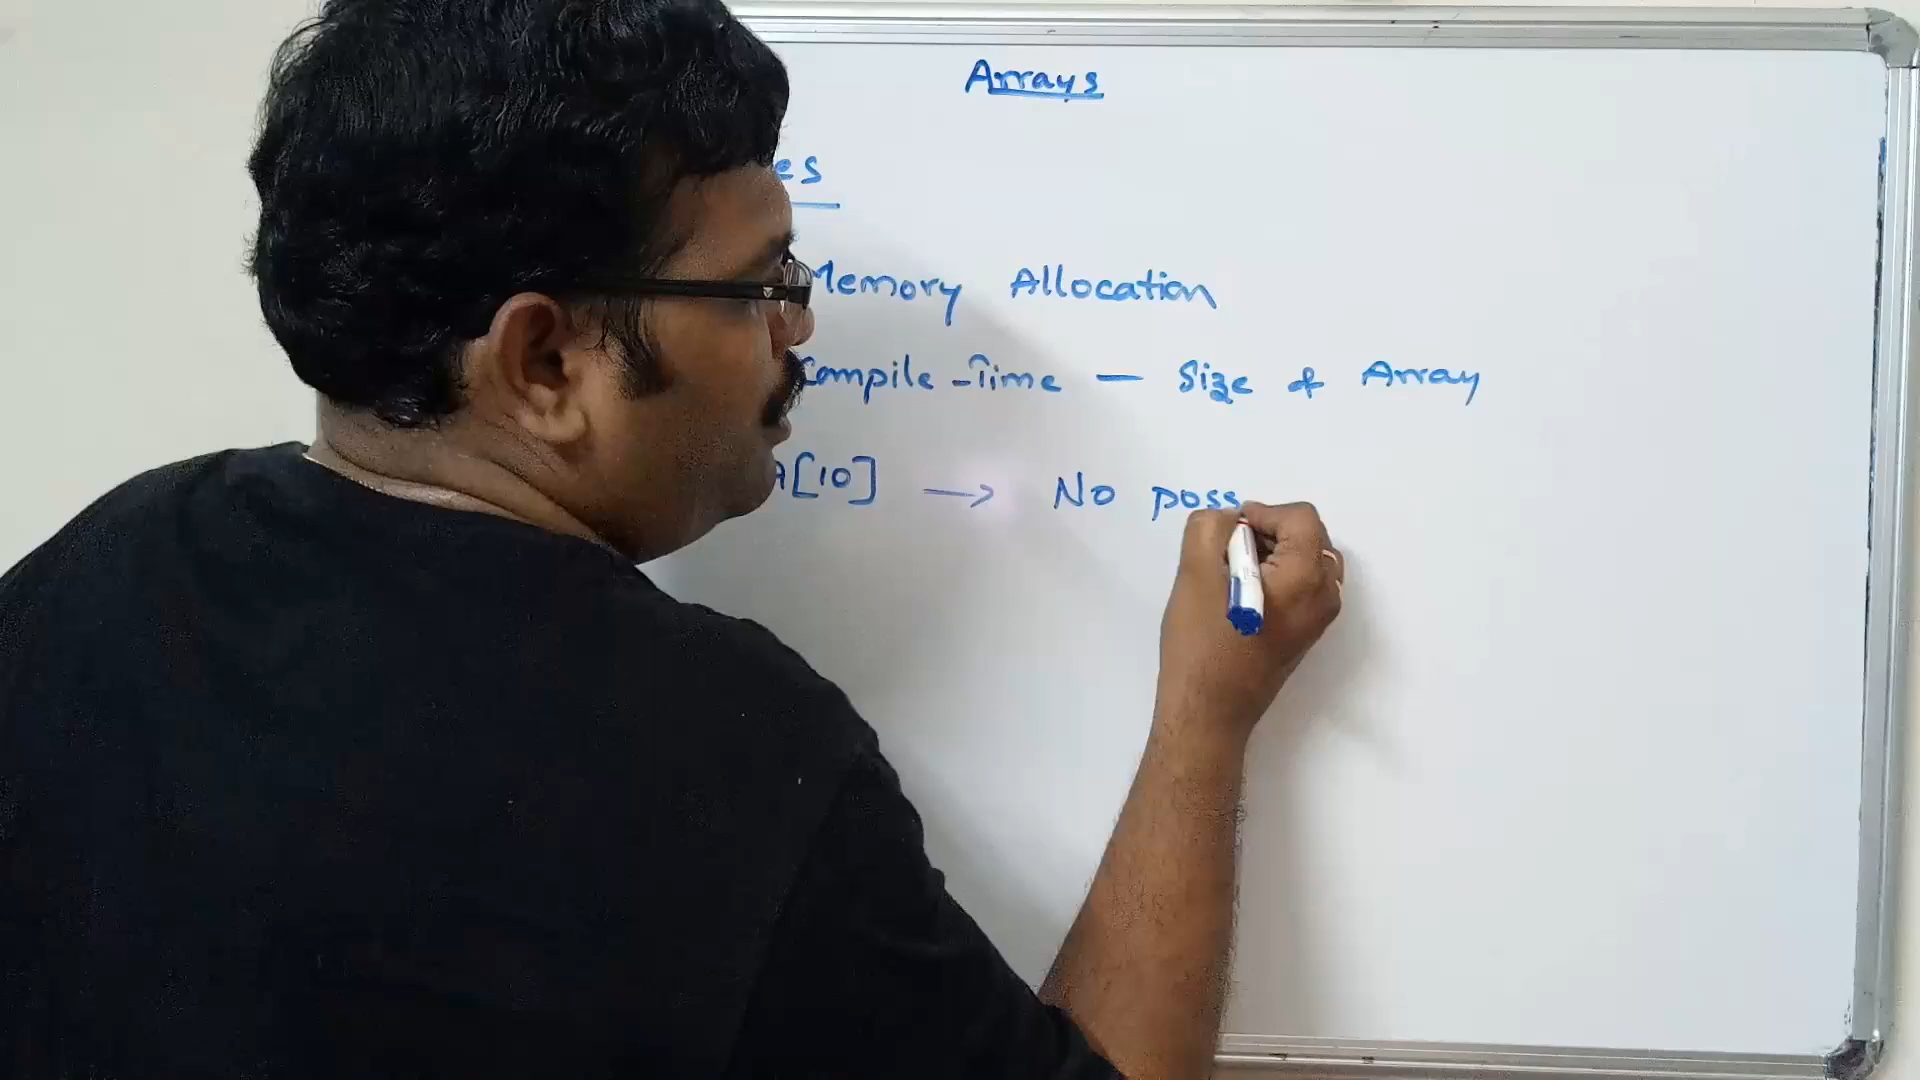 Arrays
es
Memory Allocation
Compile-Time — Size of Array
A[10] → No poss